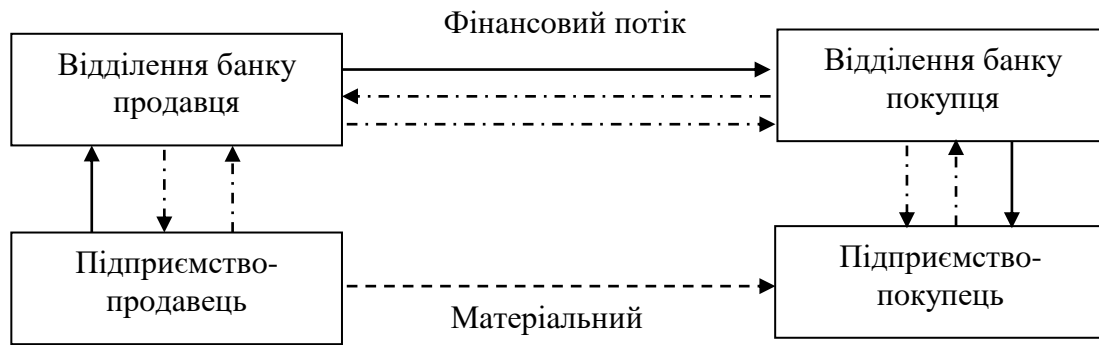 Фінансовий потік
Відділення банку
продавця
Відділення банку
покупця
Підприємство-
продавець
Підприємство-
покупець
Матеріальний